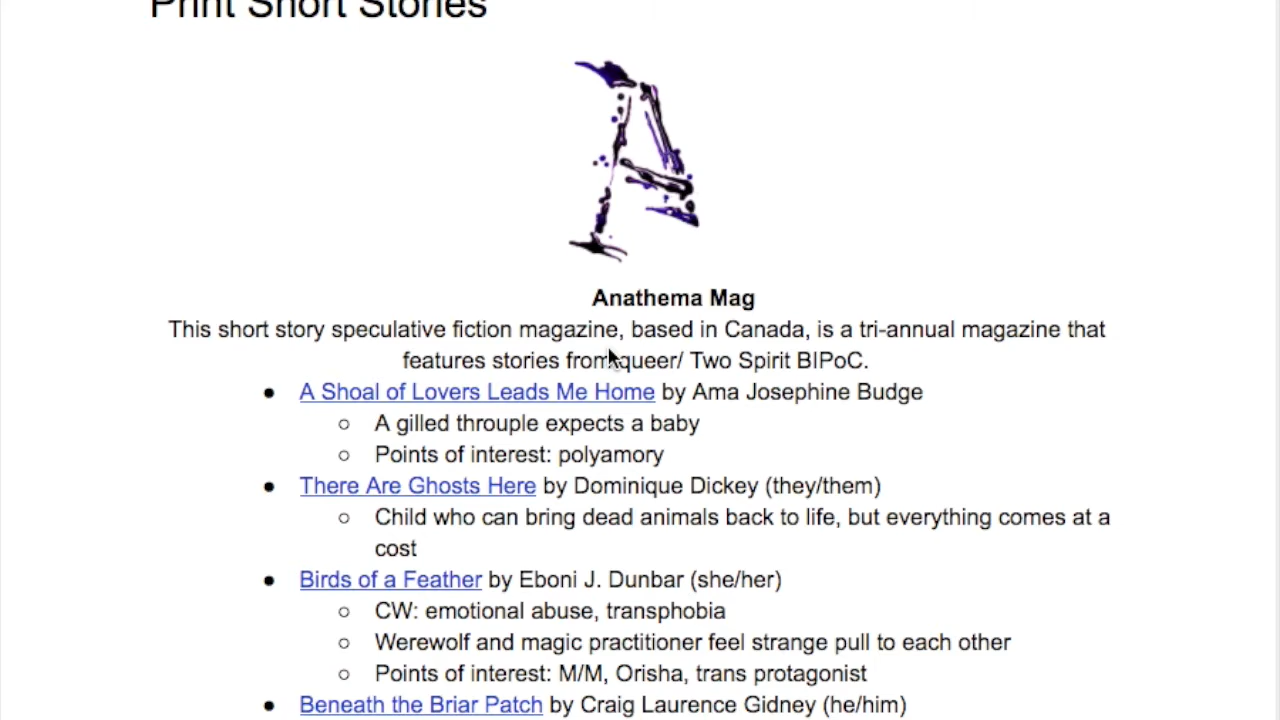 Print Short Stories
Anathema Mag
This short story speculative fiction magazine, based in Canada, is a tri-annual magazine that
features stories from queer/ Two Spirit BIPoC.
● A Shoal of Lovers Leads Me Home by Ama Josephine Budge
○ A gilled throuple expects a baby
○ Points of interest: polyamory
● There Are Ghosts Here by Dominique Dickey (they/them)
○ Child who can bring dead animals back to life, but everything comes at a
cost
● Birds of a Feather by Eboni J. Dunbar (she/her)
○ CW: emotional abuse, transphobia
○ Werewolf and magic practitioner feel strange pull to each other
○ Points of interest: M/M, Orisha, trans protagonist
● Beneath the Briar Patch by Craig Laurence Gidney (he/him)